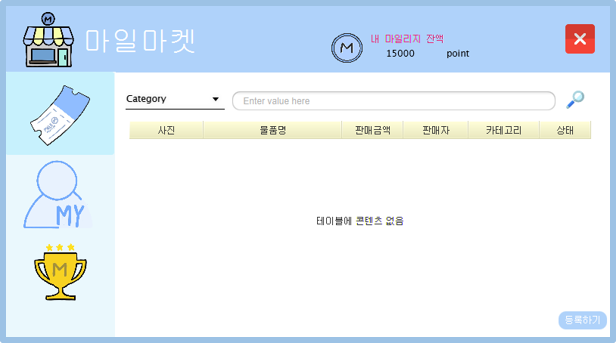 마일마켓
내 마일리지 잔액
M
15000 point
Category
Enter value here
사진 물품명 판매금액 판매자 카테고리 상태
테이블에 콘텐츠 없음
MY
M
등록하기